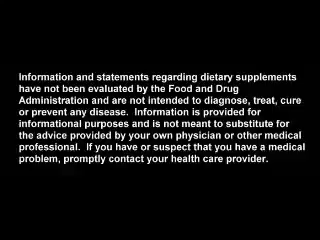 Information and statements regarding dietary supplements
have not been evaluated by the Food and Drug
Administration and are not intended to diagnose, treat, cure
or prevent any disease.  Information is provided for
informational purposes and is not meant to substitute for
the advice provided by your own physician or other medical
professional.  If you have or suspect that you have a medical
problem, promptly contact your health care provider.